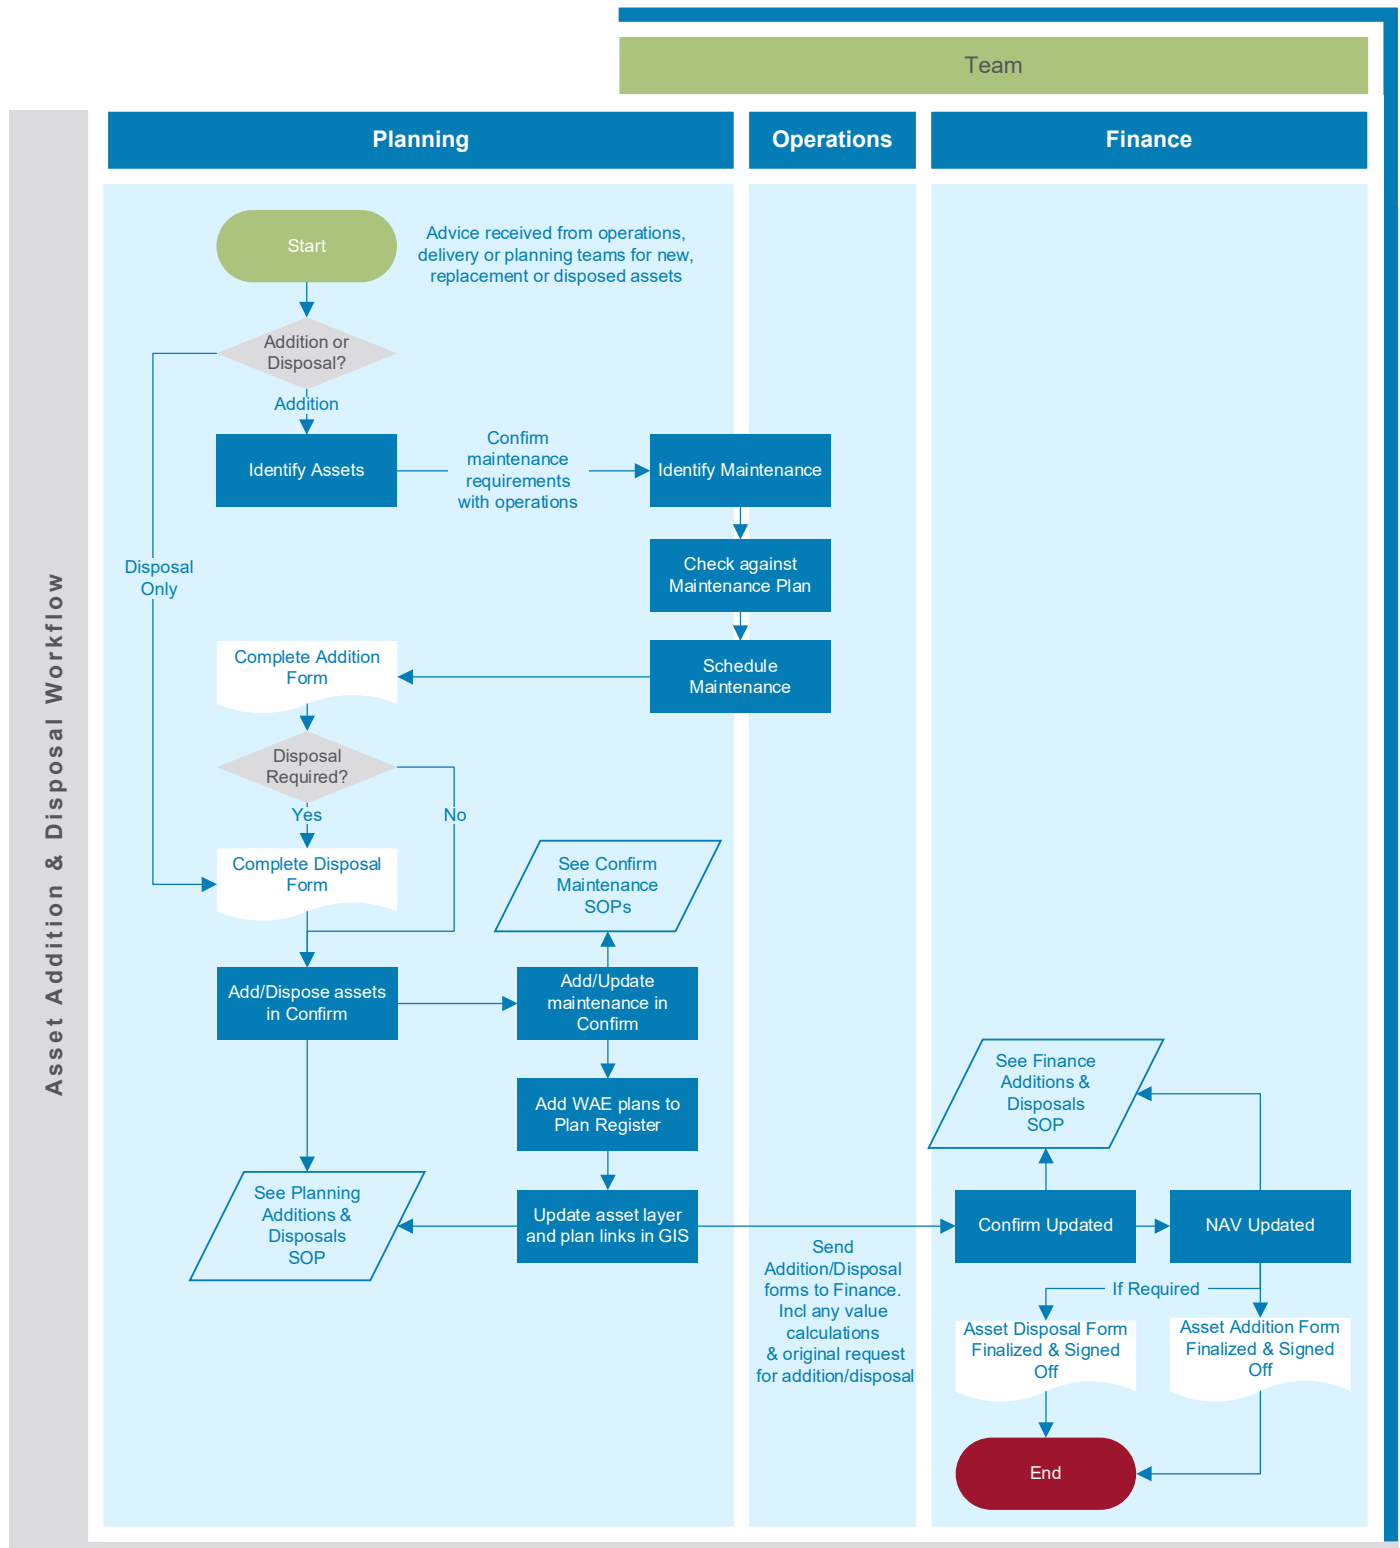 Team
Planning
Operations
Finance
Asset Addition & Disposal Workflow
Start
Advice received from operations,
delivery or planning teams for new,
replacement or disposed assets
Addition or
Disposal?
Addition
Identify Assets
Confirm
maintenance
requirements
with operations
Identify Maintenance
Check against
Maintenance Plan
Disposal
Only
Schedule
Maintenance
Complete Addition
Form
Disposal
Required?
Yes
No
Complete Disposal
Form
See Confirm
Maintenance
SOPs
Add/Dispose assets
in Confirm
Add/Update
maintenance in
Confirm
Add WAE plans to
Plan Register
See Finance
Additions &
Disposals
SOP
See Planning
Additions &
Disposals
SOP
Update asset layer
and plan links in GIS
Send
Addition/Disposal
forms to Finance.
Incl any value
calculations
& original request
for addition/disposal
Confirm Updated
NAV Updated
If Required
Asset Disposal Form
Finalized & Signed
Off
Asset Addition Form
Finalized & Signed
Off
End